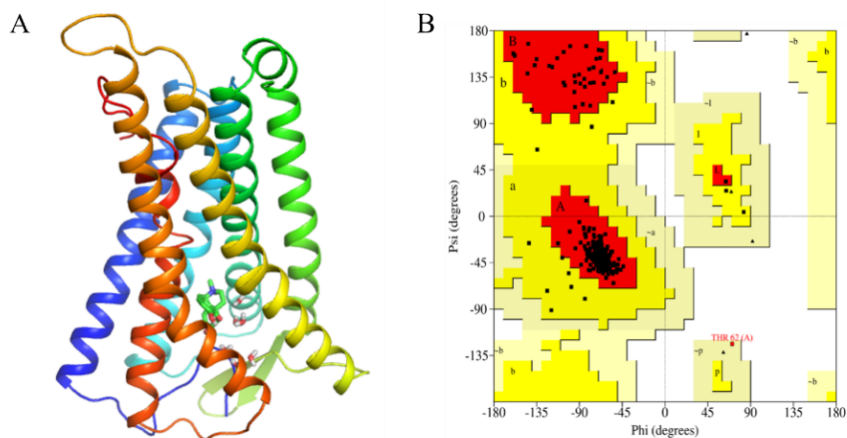 A
B
180
135
90
45
0
-45
-90
-135
-180
-135
-90
-45
0
45
90
135
180
Psi (degrees)
Phi (degrees)
B
b
~b
~b
b
~l
l
L
a
A
~a
THR 62 (A)
~p
p
b
~b
~b